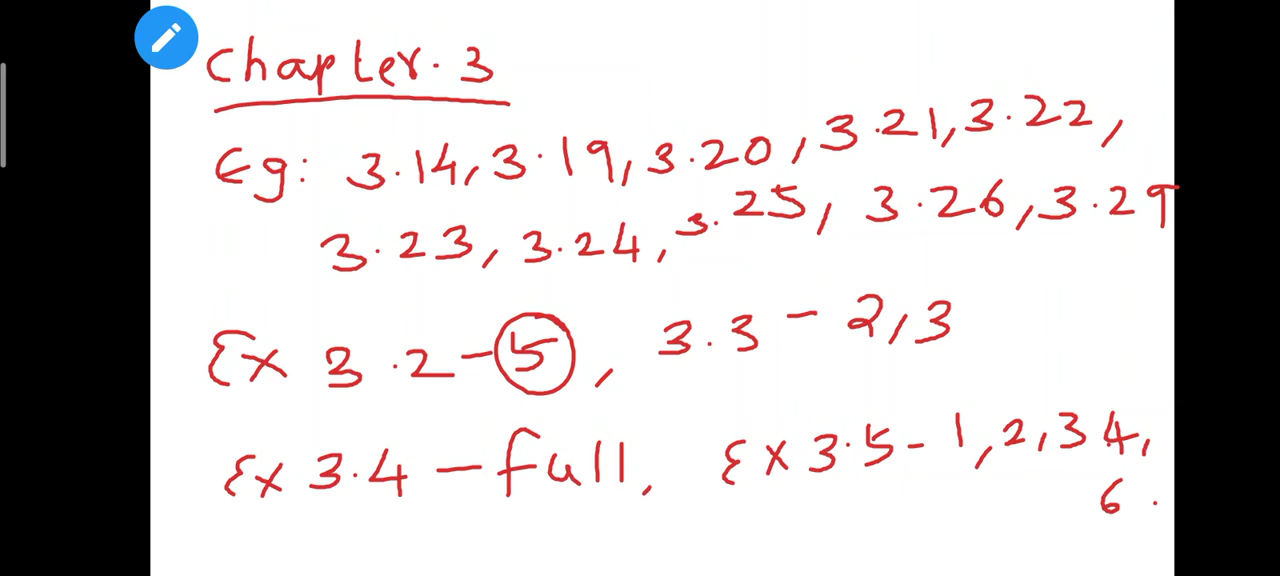 Chapter. 3
Eg: 3.14, 3.19, 3.20, 3.21, 3.22,
3.23, 3.24, 3.25, 3.26, 3.29
Ex 3.2 - 5, 3.3 - 2, 3
Ex 3.4 - full, Ex 3.5 - 1, 2, 3 4,
6.